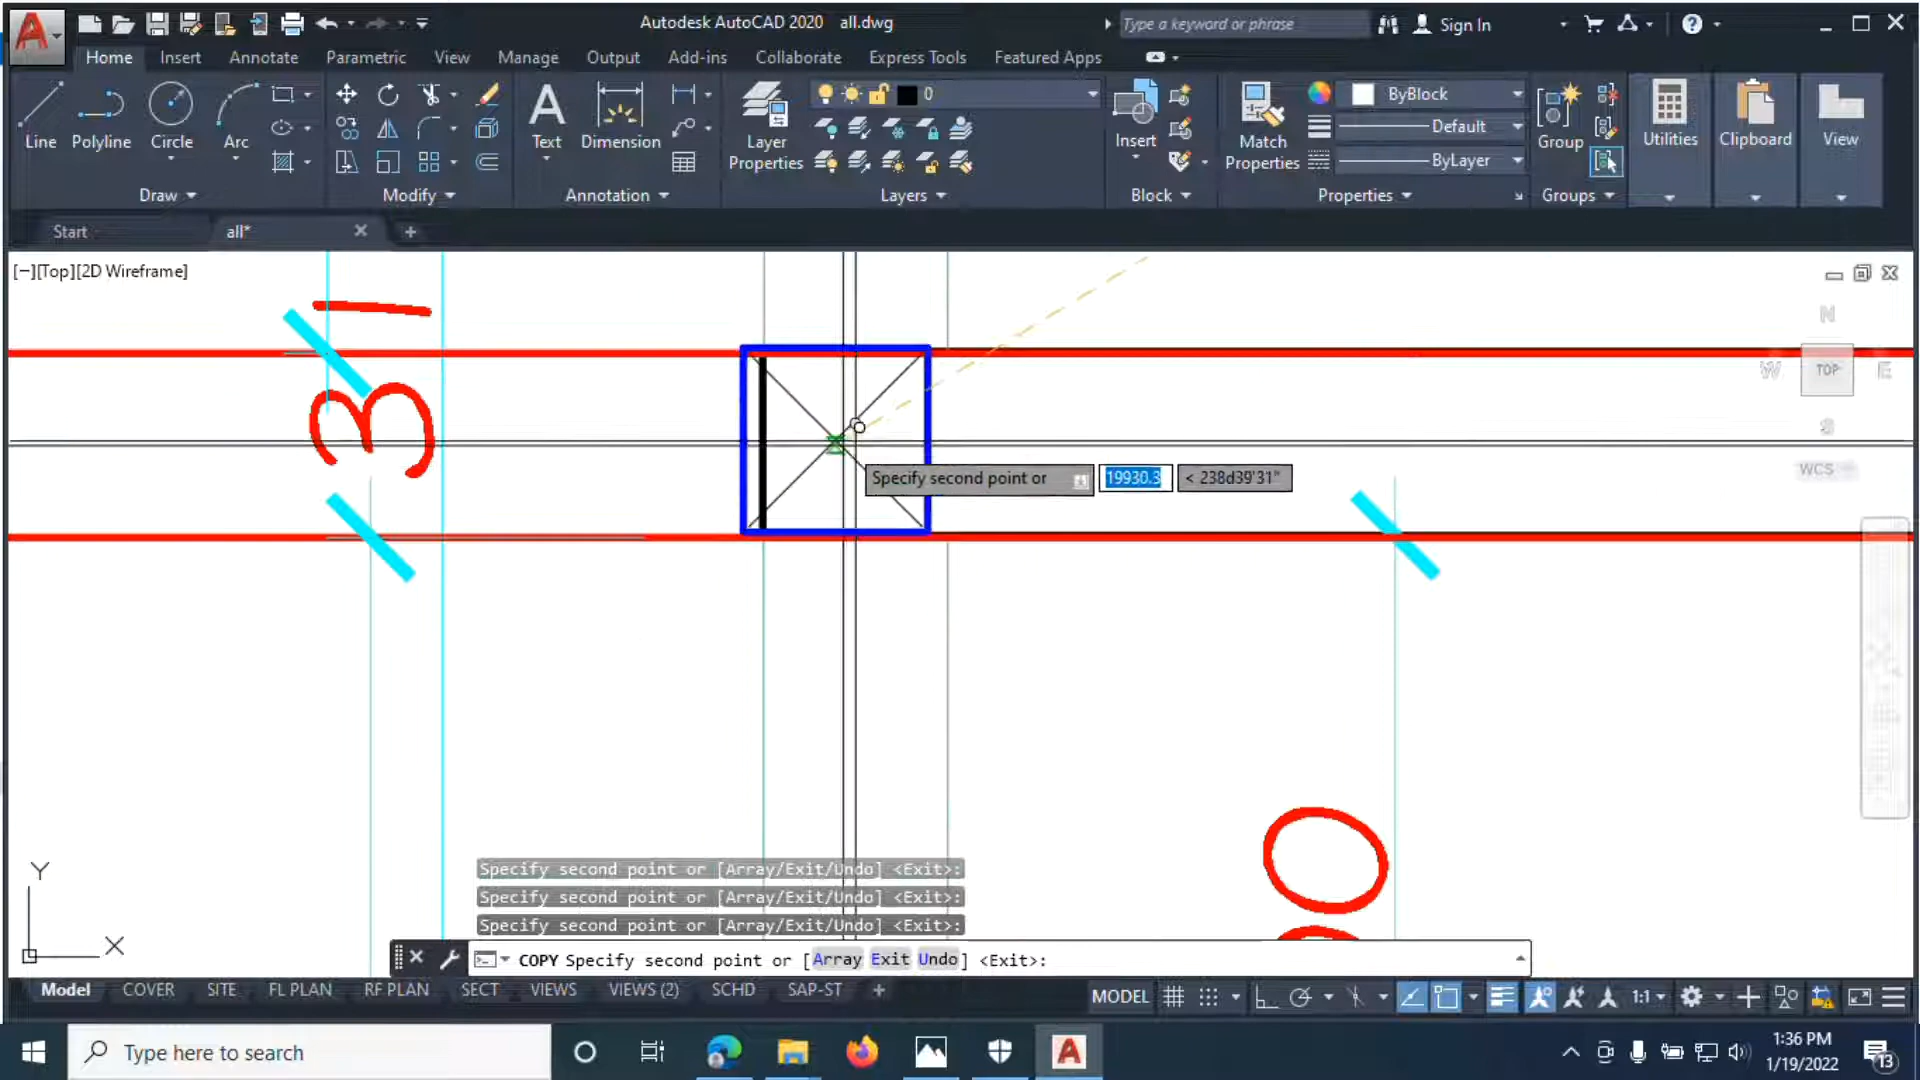 Autodesk AutoCAD 2020 all.dwg
Type a keyword or phrase
Sign In
Home Insert Annotate Parametric View Manage Output Add-ins Collaborate Express Tools Featured Apps
Line Polyline Circle Arc
Text Dimension
Layer Properties
0
Insert
Match Properties
ByBlock
Default
ByLayer
Group
Utilities
Clipboard
View
Draw Modify Annotation Layers Block Properties Groups
Start all*
[−][Top][2D Wireframe]
N
W TOP E
S
WCS
31
Specify second point or 19930.3 < 238d39'31"
0
Y
X
Specify second point or [Array/Exit/Undo] <Exit>:
Specify second point or [Array/Exit/Undo] <Exit>:
Specify second point or [Array/Exit/Undo] <Exit>:
COPY Specify second point or [Array Exit Undo] <Exit>:
Model COVER SITE FL PLAN RF PLAN SECT VIEWS VIEWS (2) SCHD SAP-ST
MODEL 1:1
Type here to search
1:36 PM
1/19/2022
13